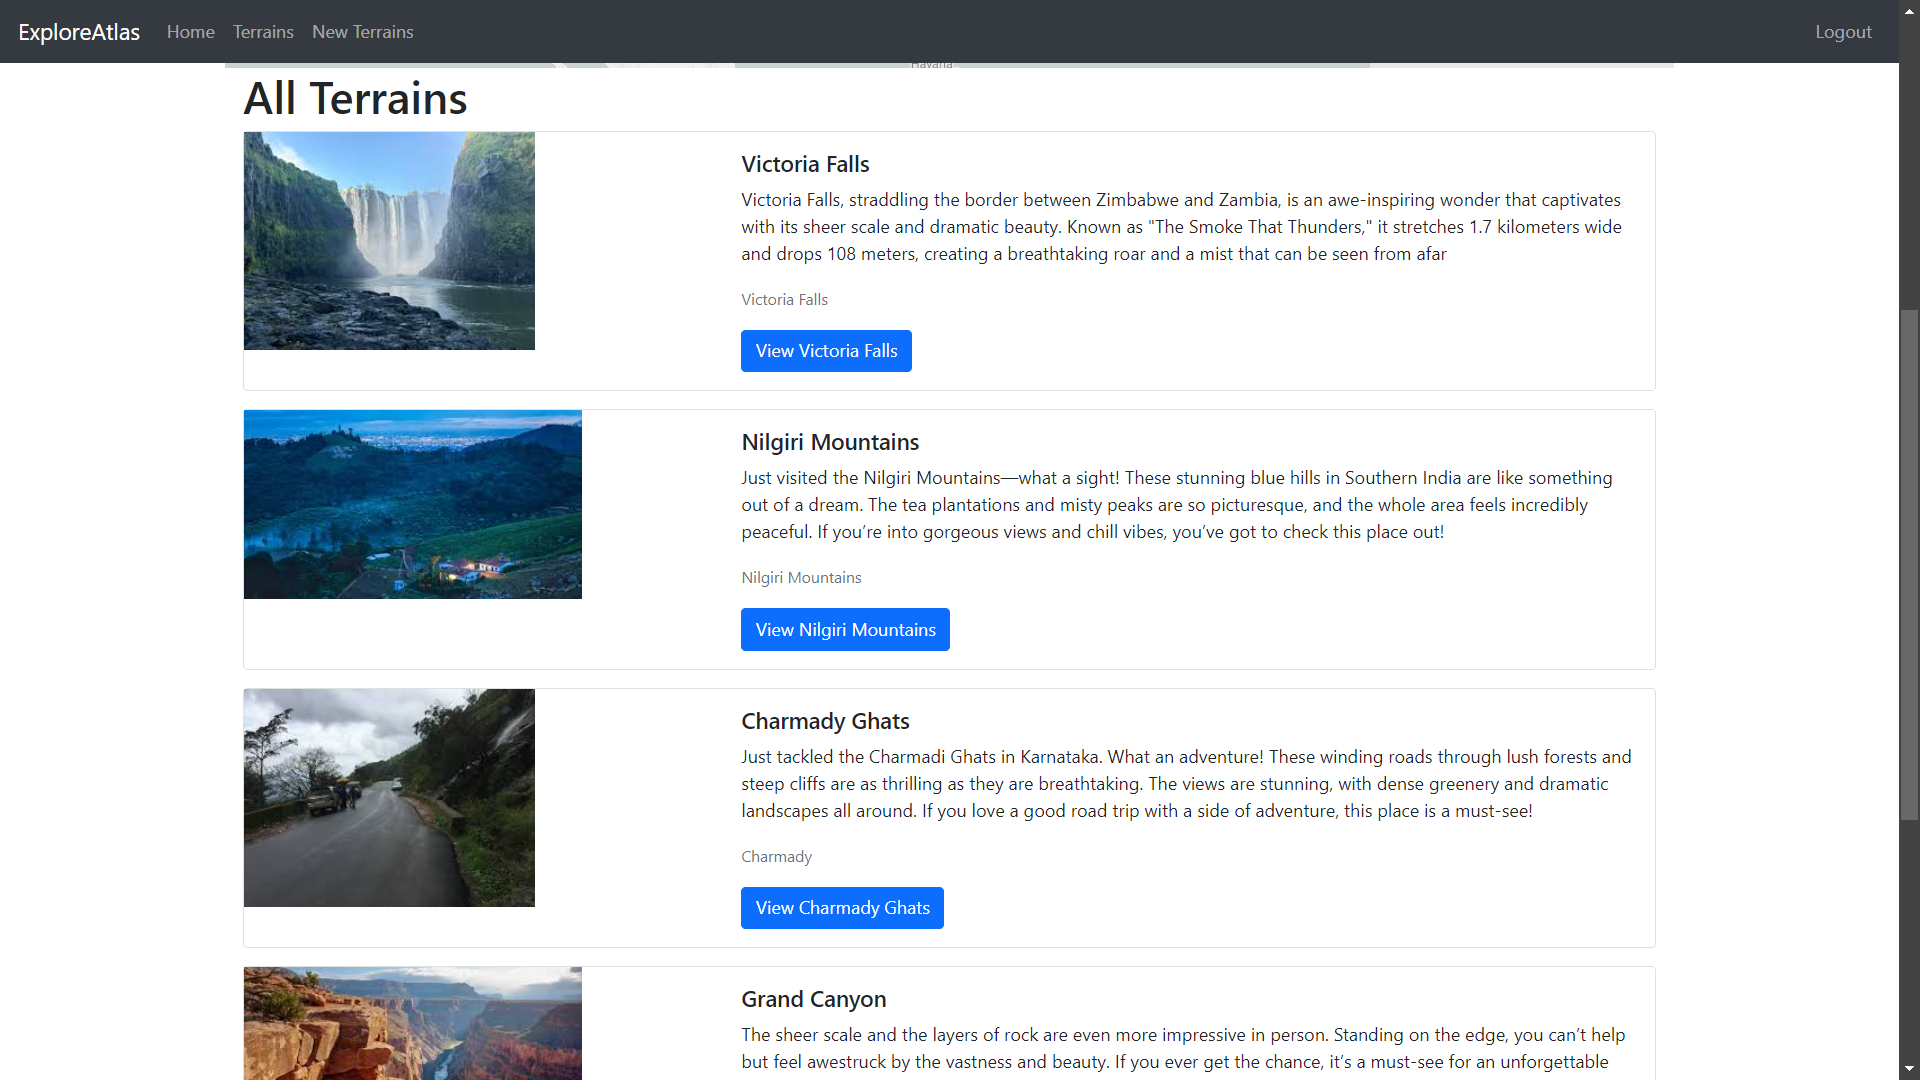 ExploreAtlas Home Terrains New Terrains Logout
Havana
All Terrains
Victoria Falls
Victoria Falls, straddling the border between Zimbabwe and Zambia, is an awe-inspiring wonder that captivates
with its sheer scale and dramatic beauty. Known as "The Smoke That Thunders," it stretches 1.7 kilometers wide
and drops 108 meters, creating a breathtaking roar and a mist that can be seen from afar
Victoria Falls
View Victoria Falls
Nilgiri Mountains
Just visited the Nilgiri Mountains—what a sight! These stunning blue hills in Southern India are like something
out of a dream. The tea plantations and misty peaks are so picturesque, and the whole area feels incredibly
peaceful. If you’re into gorgeous views and chill vibes, you’ve got to check this place out!
Nilgiri Mountains
View Nilgiri Mountains
Charmady Ghats
Just tackled the Charmadi Ghats in Karnataka. What an adventure! These winding roads through lush forests and
steep cliffs are as thrilling as they are breathtaking. The views are stunning, with dense greenery and dramatic
landscapes all around. If you love a good road trip with a side of adventure, this place is a must-see!
Charmady
View Charmady Ghats
Grand Canyon
The sheer scale and the layers of rock are even more impressive in person. Standing on the edge, you can’t help
but feel awestruck by the vastness and beauty. If you ever get the chance, it’s a must-see for an unforgettable